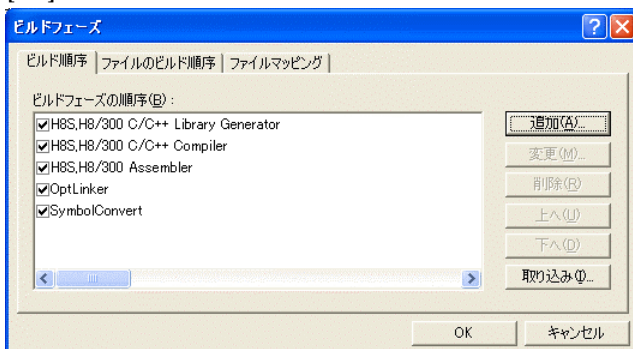 ビルドフェーズ
ビルド順序 ファイルのビルド順序 ファイルマッピング
ビルドフェーズの順序(B) :
H8S,H8/300 C/C++ Library Generator
H8S,H8/300 C/C++ Compiler
H8S,H8/300 Assembler
OptLinker
SymbolConvert
追加(A)...
変更(M)...
削除(R)
上へ(U)
下へ(D)
取り込み(I)...
OK キャンセル